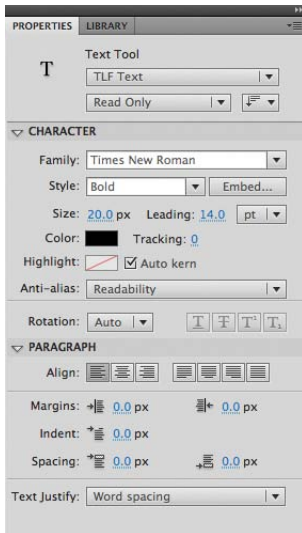 PROPERTIES LIBRARY
T Text Tool
TLF Text
Read Only
CHARACTER
Family: Times New Roman
Style: Bold Embed...
Size: 20.0 px Leading: 14.0 pt
Color: Tracking: 0
Highlight: Auto kern
Anti-alias: Readability
Rotation: Auto T T T¹ T₁
PARAGRAPH
Align:
Margins: 0.0 px 0.0 px
Indent: 0.0 px
Spacing: 0.0 px 0.0 px
Text Justify: Word spacing